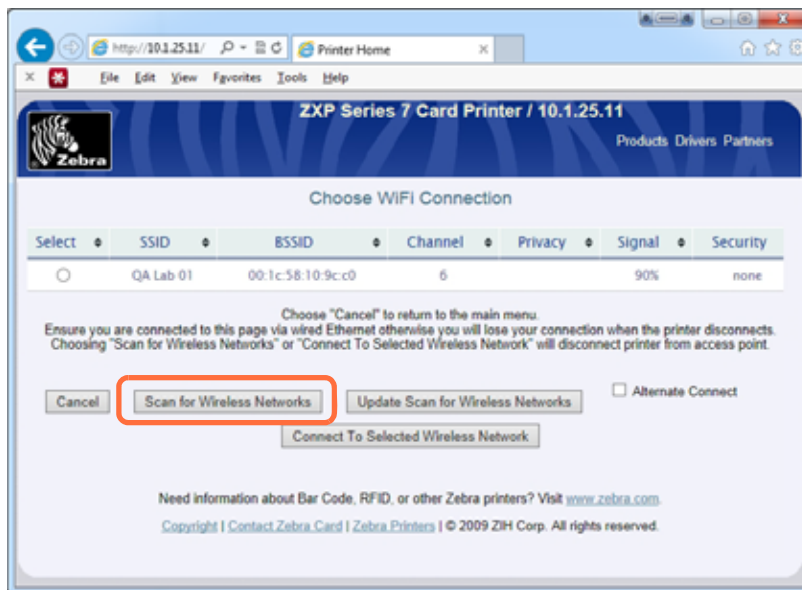 http://10.1.25.11/
Printer Home
File Edit View Favorites Tools Help
ZXP Series 7 Card Printer / 10.1.25.11
Zebra
Products Drivers Partners
Choose WiFi Connection
Select SSID BSSID Channel Privacy Signal Security
QA Lab 01 00:1c:58:10:9c:c0 6 90% none
Choose "Cancel" to return to the main menu.
Ensure you are connected to this page via wired Ethernet otherwise you will lose your connection when the printer disconnects.
Choosing "Scan for Wireless Networks" or "Connect To Selected Wireless Network" will disconnect printer from access point.
Cancel Scan for Wireless Networks Update Scan for Wireless Networks Alternate Connect
Connect To Selected Wireless Network
Need information about Bar Code, RFID, or other Zebra printers? Visit www.zebra.com.
Copyright | Contact Zebra Card | Zebra Printers | © 2009 ZIH Corp. All rights reserved.